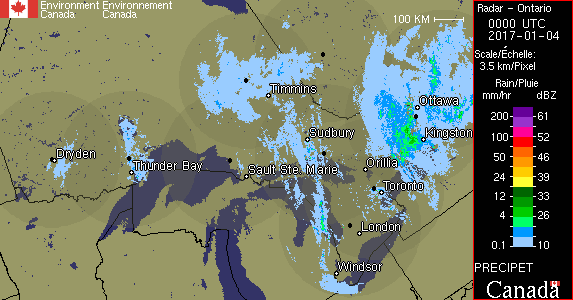 Environment Environnement
Canada Canada
100 KM
Radar - Ontario
0000 UTC
2017-01-04
Scale/Échelle:
3.5 km/Pixel
Rain/Pluie
mm/hr dBZ
200 61
100 52
50 46
24 39
12 33
4 26
0.1 10
PRECIPET
Canada
Timmins
Ottawa
Sudbury
Kingston
Dryden
Thunder Bay
Sault Ste. Marie
Orillia
Toronto
London
Windsor